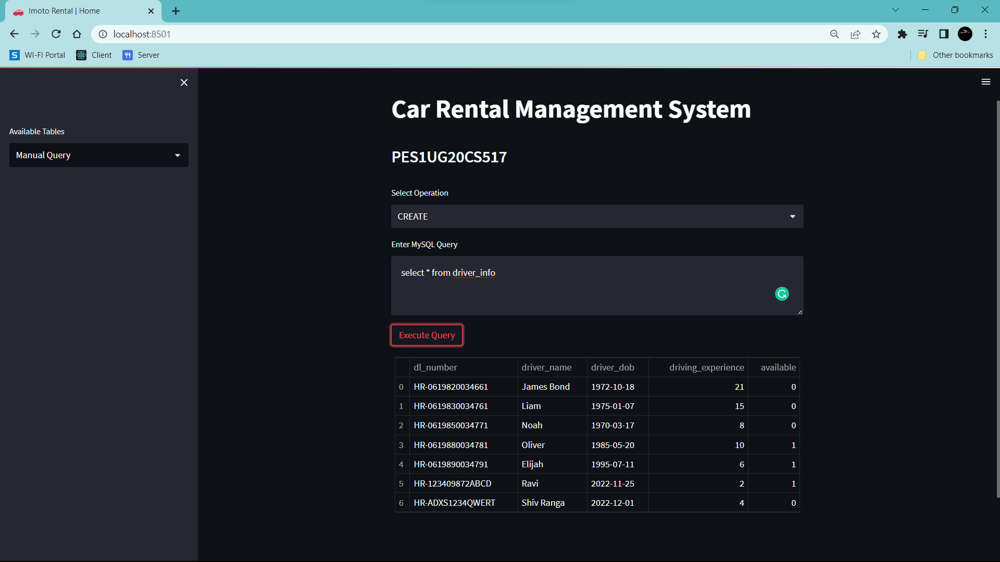 Imoto Rental | Home
localhost:8501
WI-FI Portal Client Server Other bookmarks
Available Tables
Manual Query
Car Rental Management System
PES1UG20CS517
Select Operation
CREATE
Enter MySQL Query
select * from driver_info
Execute Query
dl_number driver_name driver_dob driving_experience available
0 HR-0619820034661 James Bond 1972-10-18 21 0
1 HR-0619830034761 Liam 1975-01-07 15 0
2 HR-0619850034771 Noah 1970-03-17 8 0
3 HR-0619880034781 Oliver 1985-05-20 10 1
4 HR-0619890034791 Elijah 1995-07-11 6 1
5 HR-123409872ABCD Ravi 2022-11-25 2 1
6 HR-ADXS1234QWERT Shiv Ranga 2022-12-01 4 0